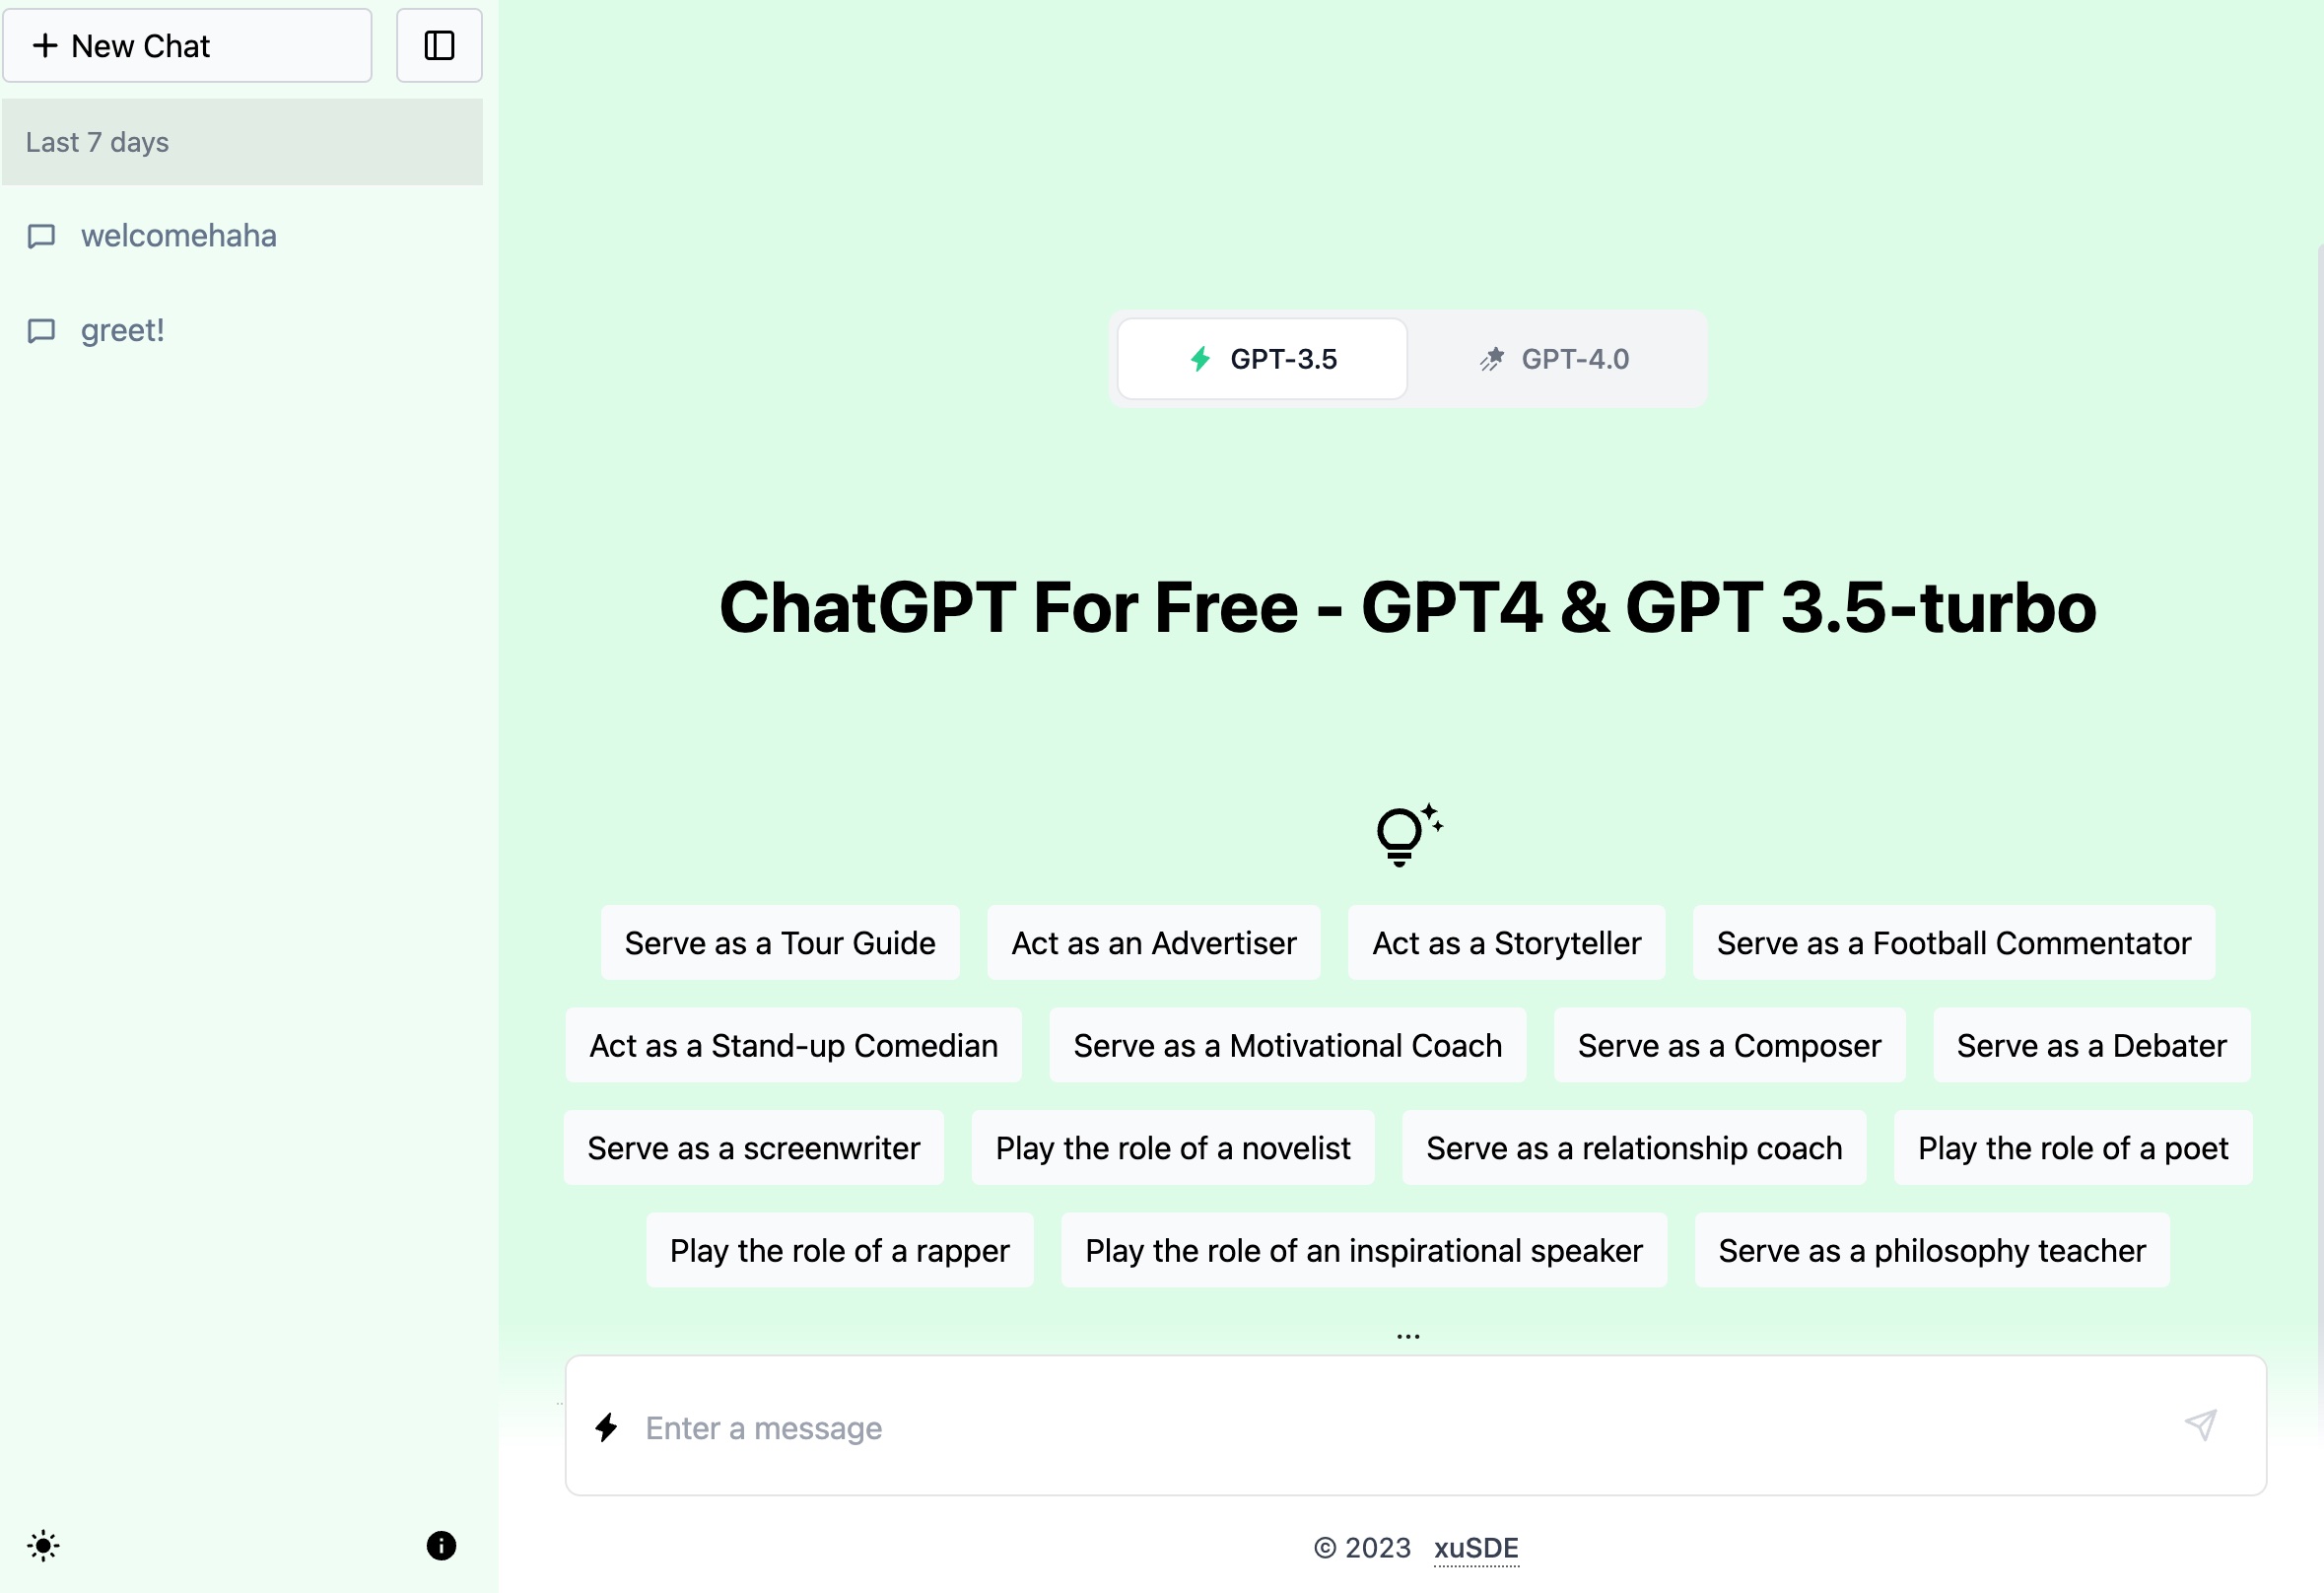 New Chat
Last 7 days
welcomehaha
greet!
GPT-3.5 GPT-4.0
ChatGPT For Free - GPT4 & GPT 3.5-turbo
Serve as a Tour Guide Act as an Advertiser Act as a Storyteller Serve as a Football Commentator
Act as a Stand-up Comedian Serve as a Motivational Coach Serve as a Composer Serve as a Debater
Serve as a screenwriter Play the role of a novelist Serve as a relationship coach Play the role of a poet
Play the role of a rapper Play the role of an inspirational speaker Serve as a philosophy teacher
...
Enter a message
© 2023 xuSDE